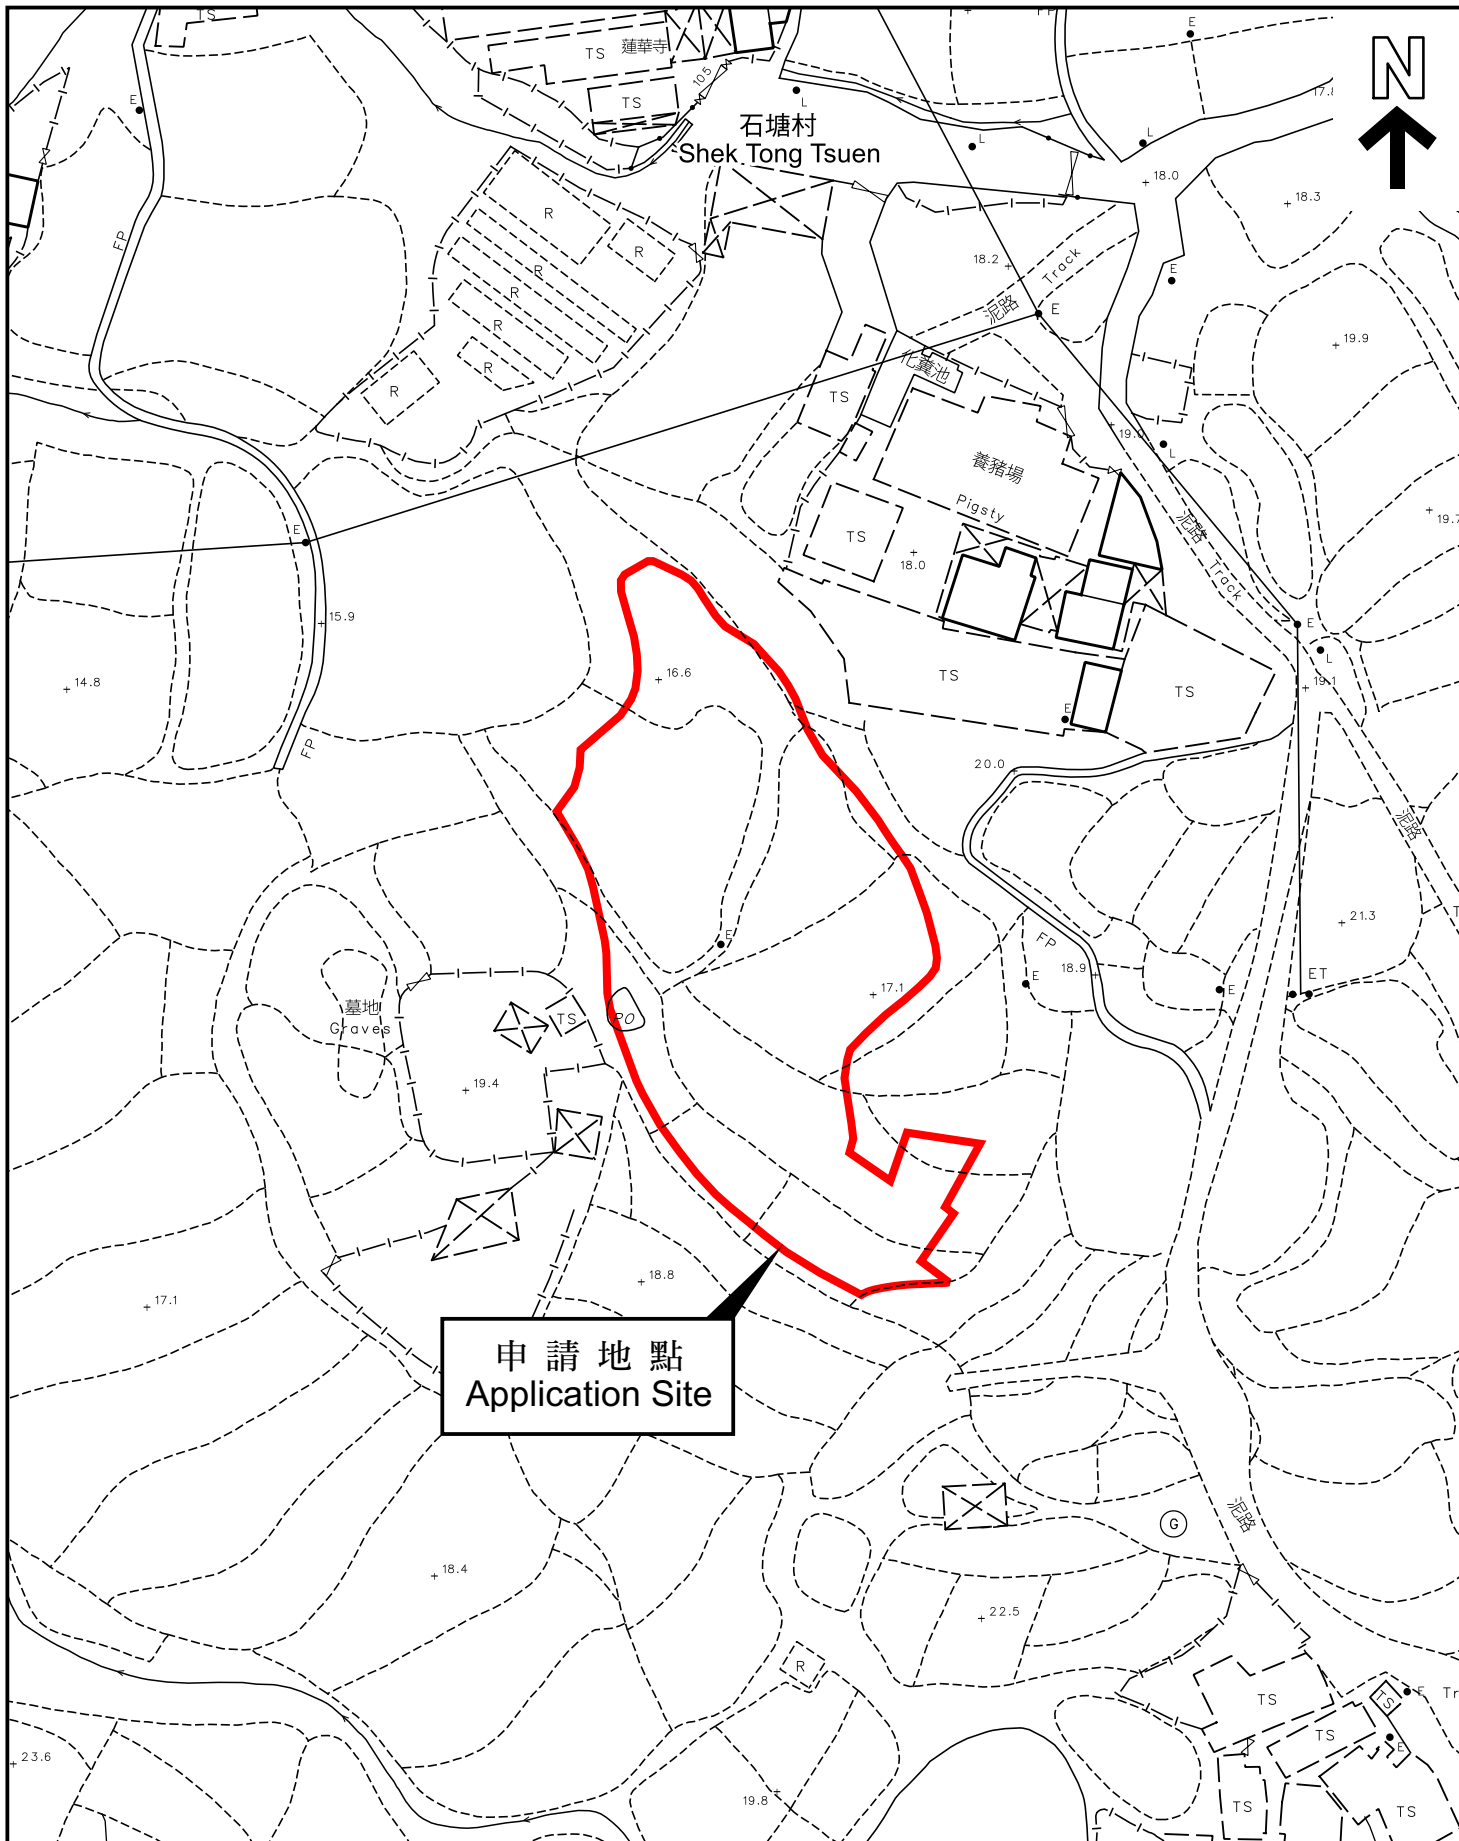 TS
FP
E
N
TS
蓮華寺
105
TS
E
L
17.
石塘村
Shek Tong Tsuen
L
L
18.0
18.3
R
R
FP
R
R
R
R
R
18.2
Track
泥路
E
E
19.9
化糞池
TS
19.0
L
養豬場
Pigsty
19.7
泥路
E
TS
18.0
Track
15.9
E
L
14.8
16.6
TS
TS
19.1
E
FP
20.0
泥路
21.3
T
E
FP
18.9
E
E
ET
17.1
墓地
Graves
TS
PO
19.4
18.8
17.1
申請地點
Application Site
G
泥路
18.4
22.5
R
TS
TS
E
Tr
TS
E
23.6
19.8
TS
TS